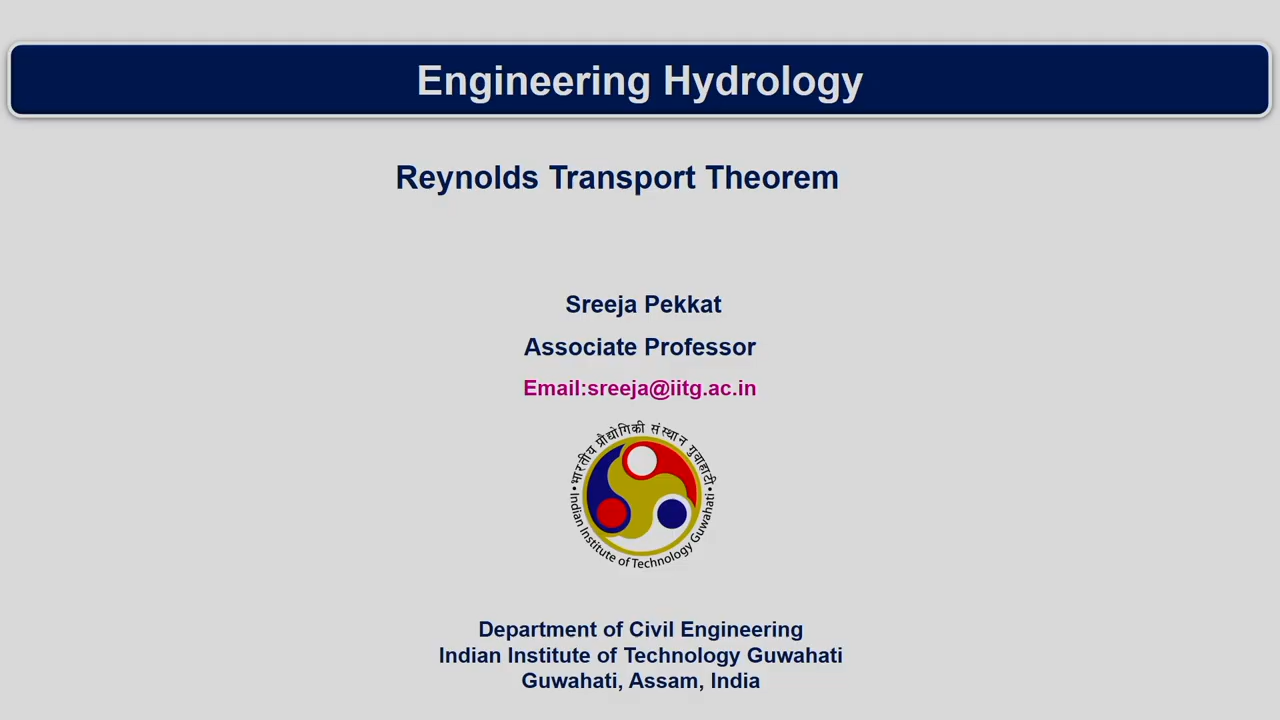 Engineering Hydrology
Reynolds Transport Theorem
Sreeja Pekkat
Associate Professor
Email:sreeja@iitg.ac.in
•भारतीय प्रौद्योगिकी संस्थान गुवाहाटी•
Indian Institute of Technology Guwahati
Department of Civil Engineering
Indian Institute of Technology Guwahati
Guwahati, Assam, India